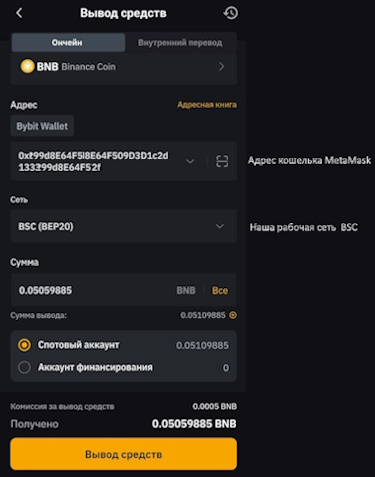 Вывод средств
Ончейн
Внутренний перевод
BNB Binance Coin
Адрес
Адресная книга
Bybit Wallet
Адрес кошелька MetaMask
Сеть
BSC (BEP20)
Наша рабочая сеть BSC
Сумма
0.05059885 BNB Все
Сумма вывода: 0.05109885
Спотовый аккаунт 0.05109885
Аккаунт финансирования 0
Комиссия за вывод средств 0.0005 BNB
Получено 0.05059885 BNB
Вывод средств